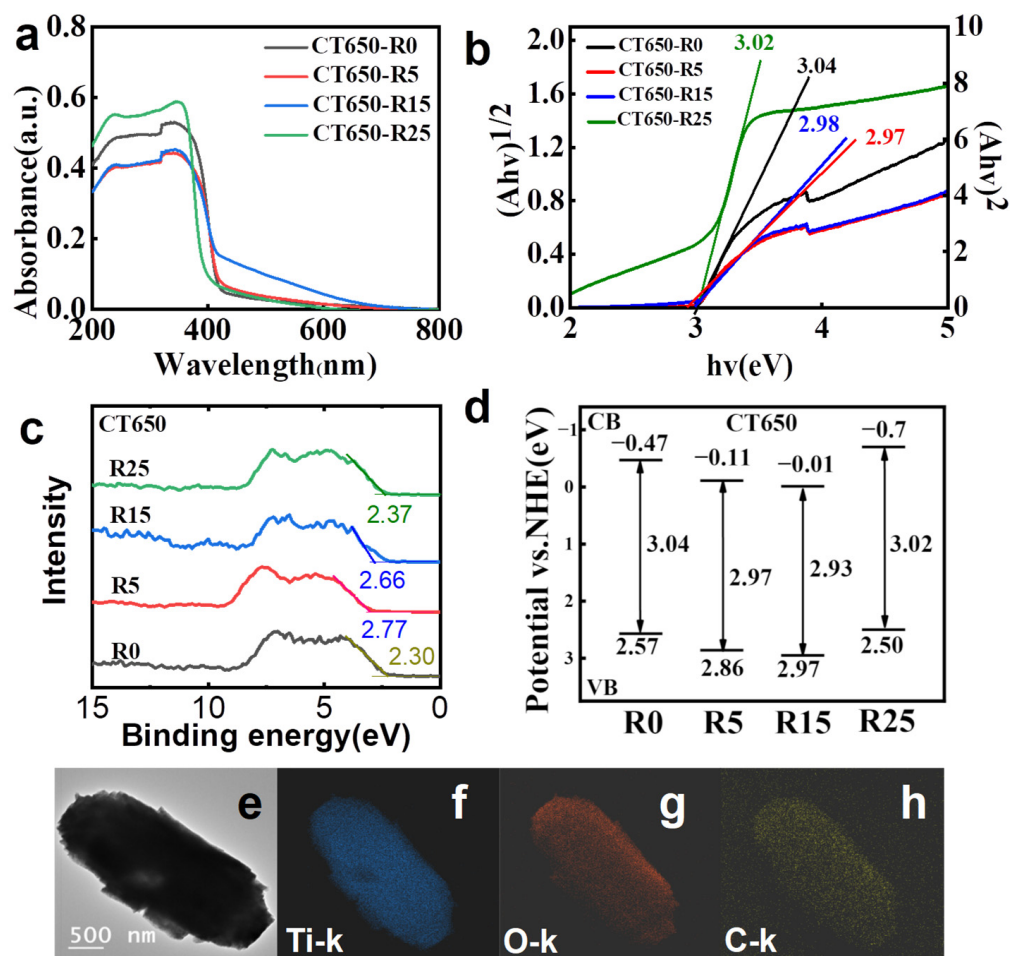 a
0.8
0.6
0.4
0.2
0.0
Absorbance(a.u.)
CT650-R0
CT650-R5
CT650-R15
CT650-R25
200
400
600
800
Wavelength(nm)
b
2.0
1.6
1.2
0.8
0.4
0.0
(Ahv)1/2
CT650-R0
CT650-R5
CT650-R15
CT650-R25
3.02
3.04
2.98
2.97
10
8
6
4
2
0
(Ahv)2
2
3
4
5
hv(eV)
c
CT650
R25
2.37
R15
2.66
R5
2.77
R0
2.30
Intensity
15
10
5
0
Binding energy(eV)
d
Potential vs.NHE(eV)
−1
0
1
2
3
CB
CT650
−0.47
−0.11
−0.01
−0.7
3.04
2.97
2.93
3.02
2.57
2.86
2.97
2.50
VB
R0
R5
R15
R25
e
500 nm
f
Ti-k
g
O-k
h
C-k